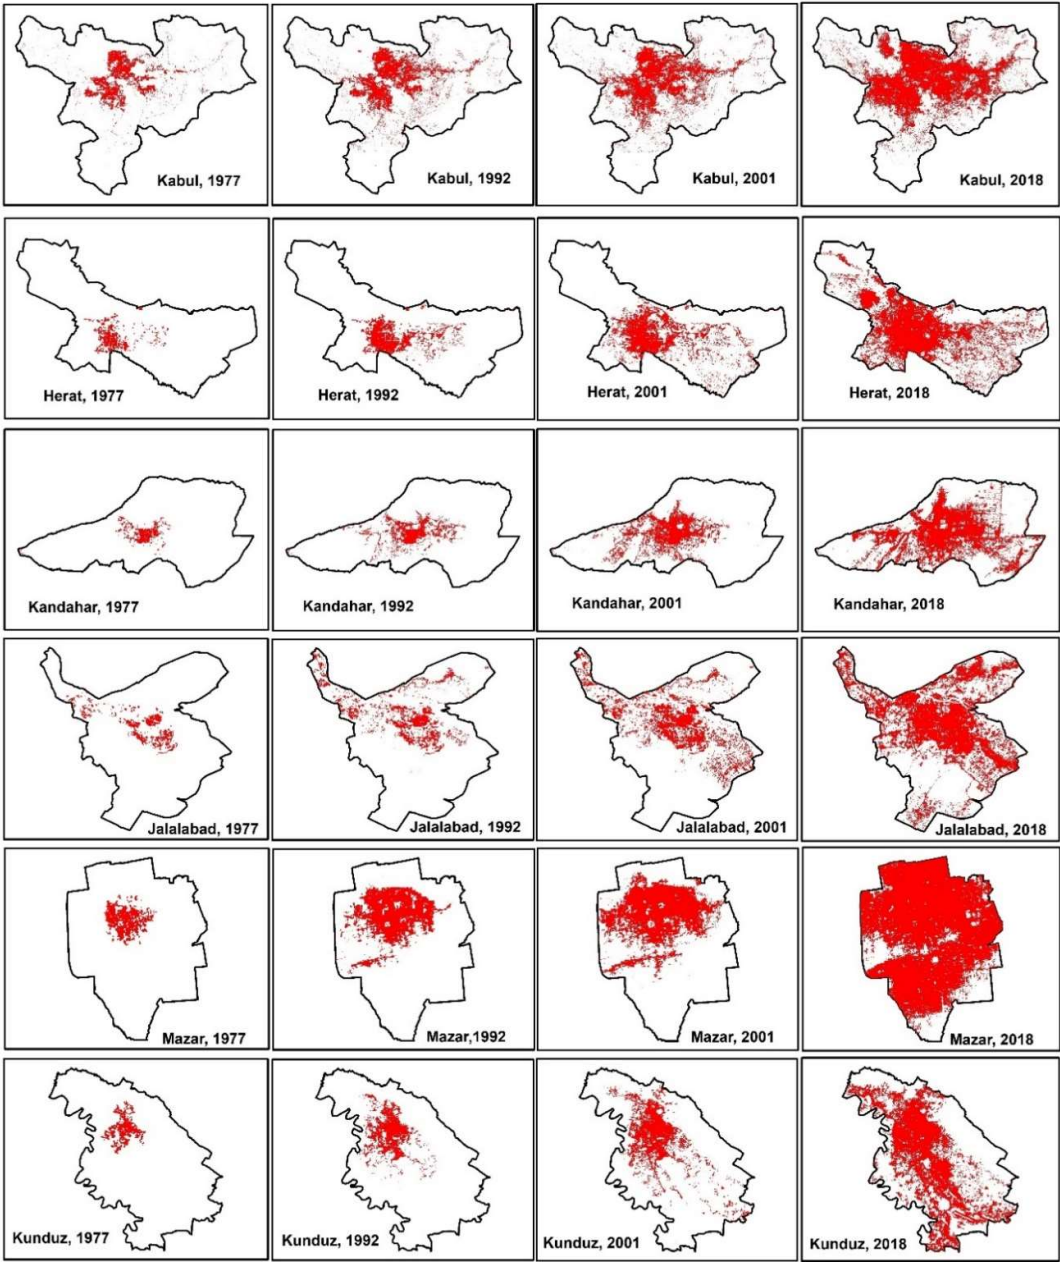 Kabul, 1977
Kabul, 1992
Kabul, 2001
Kabul, 2018
Herat, 1977
Herat, 1992
Herat, 2001
Herat, 2018
Kandahar, 1977
Kandahar, 1992
Kandahar, 2001
Kandahar, 2018
Jalalabad, 1977
Jalalabad, 1992
Jalalabad, 2001
Jalalabad, 2018
Mazar, 1977
Mazar,1992
Mazar, 2001
Mazar, 2018
Kunduz, 1977
Kunduz, 1992
Kunduz, 2001
Kunduz, 2018